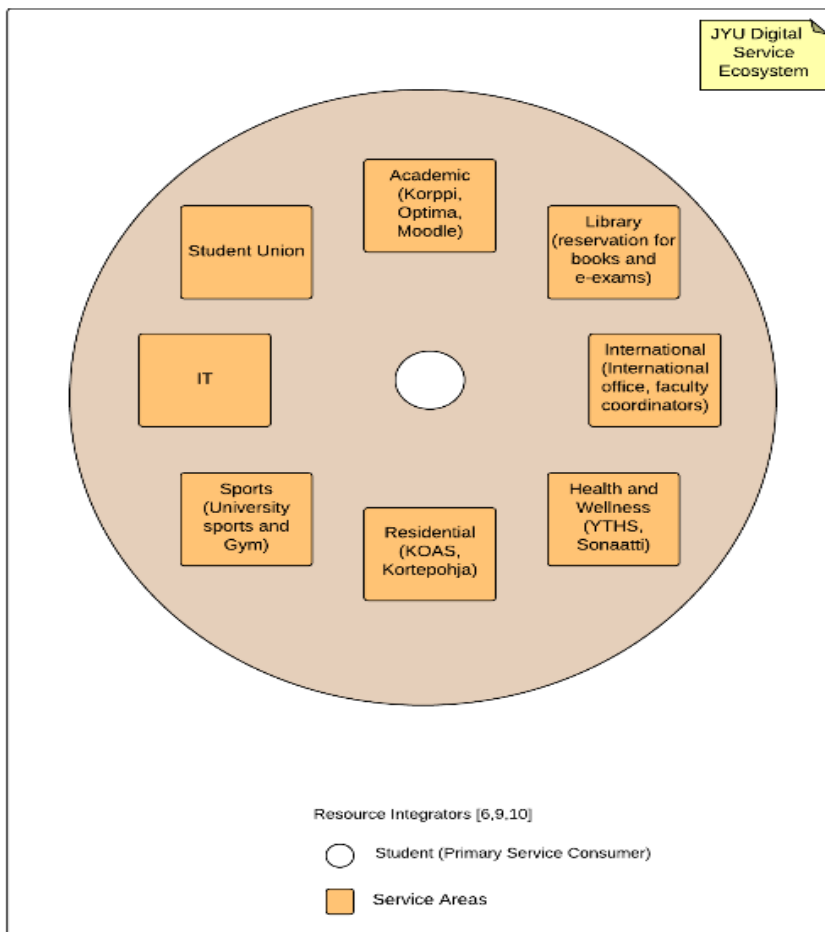 JYU Digital
Service
Ecosystem
Academic
(Korppi,
Optima,
Moodle)
Student Union
Library
(reservation for
books and
e-exams)
IT
International
(International
office, faculty
coordinators)
Sports
(University
sports and
Gym)
Residential
(KOAS,
Kortepohja)
Health and
Wellness
(YTHS,
Sonaatti)
Resource Integrators [6,9,10]
Student (Primary Service Consumer)
Service Areas